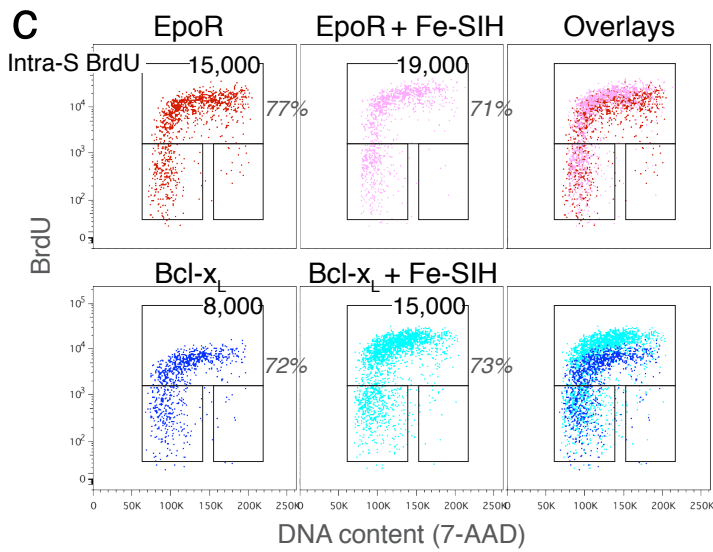 C
EpoR
EpoR + Fe-SIH
Overlays
Intra-S BrdU
15,000
19,000
77%
71%
10⁴
10³
10²
0
BrdU
Bcl-xL
Bcl-xL + Fe-SIH
8,000
15,000
72%
73%
10⁵
10⁴
10³
10²
0
0 50K 100K 150K 200K 250K
0 50K 100K 150K 200K 250K
0 50K 100K 150K 200K 250K
DNA content (7-AAD)